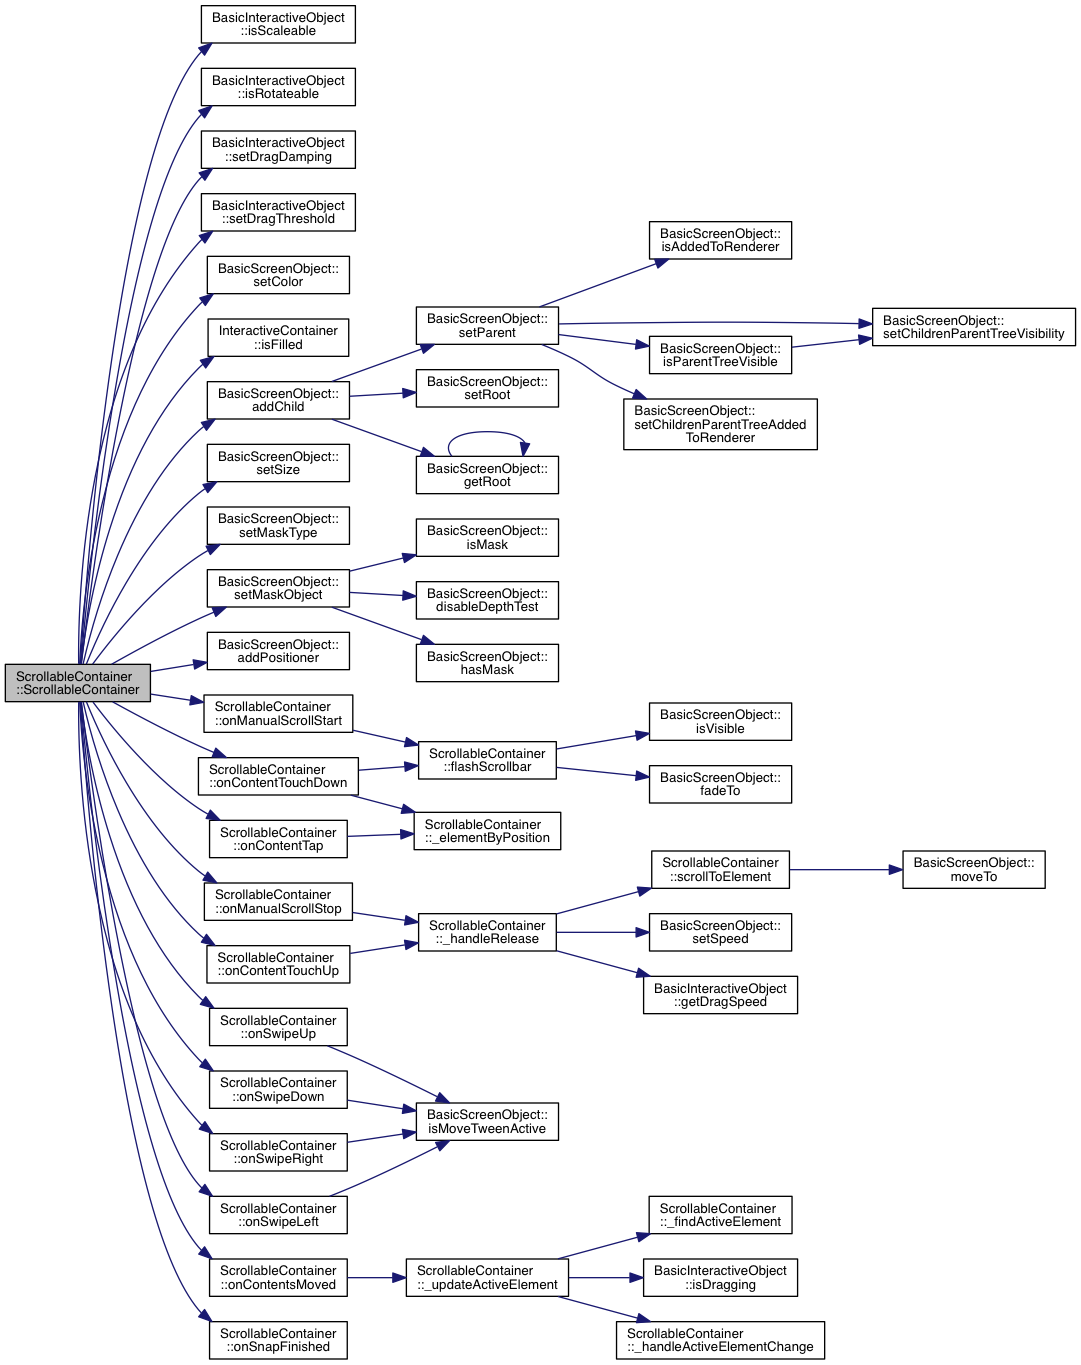 BasicInteractiveObject
::isScaleable
BasicInteractiveObject
::isRotateable
BasicInteractiveObject
::setDragDamping
BasicInteractiveObject
::setDragThreshold
BasicScreenObject::
setColor
InteractiveContainer
::isFilled
BasicScreenObject::
addChild
BasicScreenObject::
setSize
BasicScreenObject::
setMaskType
BasicScreenObject::
setMaskObject
BasicScreenObject::
addPositioner
ScrollableContainer
::ScrollableContainer
ScrollableContainer
::onManualScrollStart
ScrollableContainer
::onContentTouchDown
ScrollableContainer
::onContentTap
ScrollableContainer
::onManualScrollStop
ScrollableContainer
::onContentTouchUp
ScrollableContainer
::onSwipeUp
ScrollableContainer
::onSwipeDown
ScrollableContainer
::onSwipeRight
ScrollableContainer
::onSwipeLeft
ScrollableContainer
::onContentsMoved
ScrollableContainer
::onSnapFinished
BasicScreenObject::
setParent
BasicScreenObject::
setRoot
BasicScreenObject::
getRoot
BasicScreenObject::
isMask
BasicScreenObject::
disableDepthTest
BasicScreenObject::
hasMask
ScrollableContainer
::flashScrollbar
ScrollableContainer
::_elementByPosition
ScrollableContainer
::_handleRelease
BasicScreenObject::
isMoveTweenActive
ScrollableContainer
::_updateActiveElement
BasicScreenObject::
isAddedToRenderer
BasicScreenObject::
isParentTreeVisible
BasicScreenObject::
setChildrenParentTreeAdded
ToRenderer
BasicScreenObject::
isVisible
BasicScreenObject::
fadeTo
ScrollableContainer
::scrollToElement
BasicScreenObject::
setSpeed
BasicInteractiveObject
::getDragSpeed
ScrollableContainer
::_findActiveElement
BasicInteractiveObject
::isDragging
ScrollableContainer
::_handleActiveElementChange
BasicScreenObject::
setChildrenParentTreeVisibility
BasicScreenObject::
moveTo